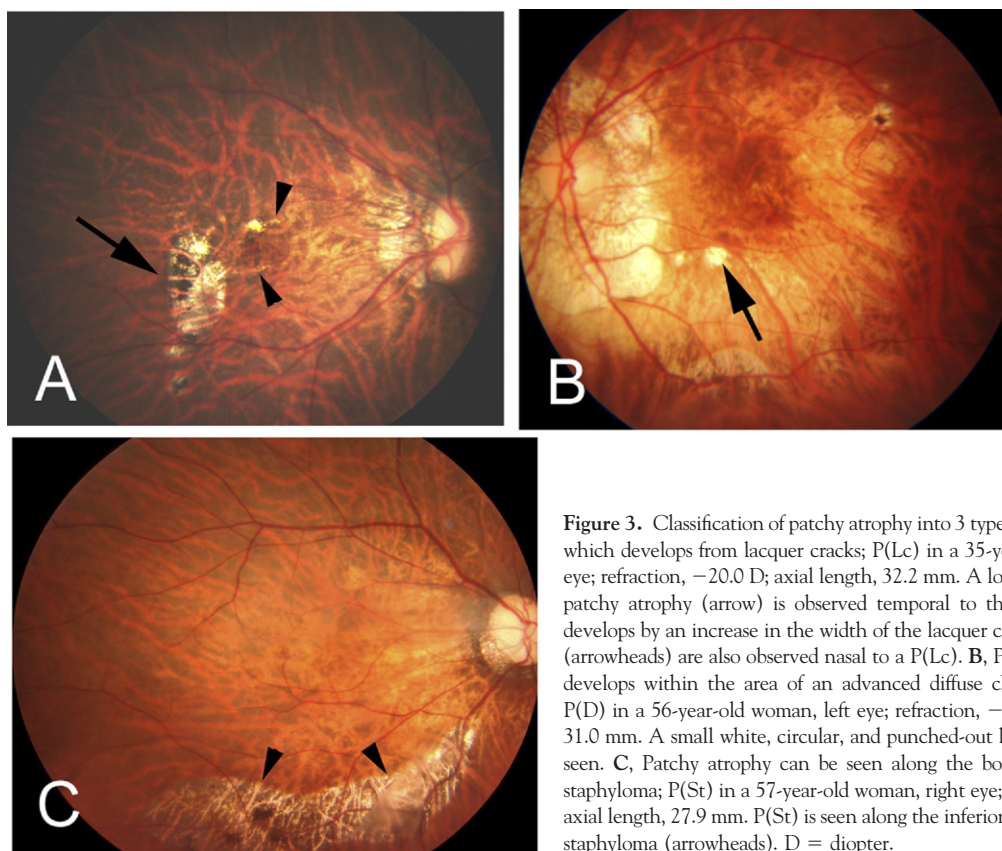 A
B
C
Figure 3. Classification of patchy atrophy into 3 type
which develops from lacquer cracks; P(Lc) in a 35-y
eye; refraction, −20.0 D; axial length, 32.2 mm. A lo
patchy atrophy (arrow) is observed temporal to th
develops by an increase in the width of the lacquer c
(arrowheads) are also observed nasal to a P(Lc). B, P
develops within the area of an advanced diffuse c
P(D) in a 56-year-old woman, left eye; refraction, −
31.0 mm. A small white, circular, and punched-out
seen. C, Patchy atrophy can be seen along the bo
staphyloma; P(St) in a 57-year-old woman, right eye;
axial length, 27.9 mm. P(St) is seen along the inferior
staphyloma (arrowheads). D = diopter.